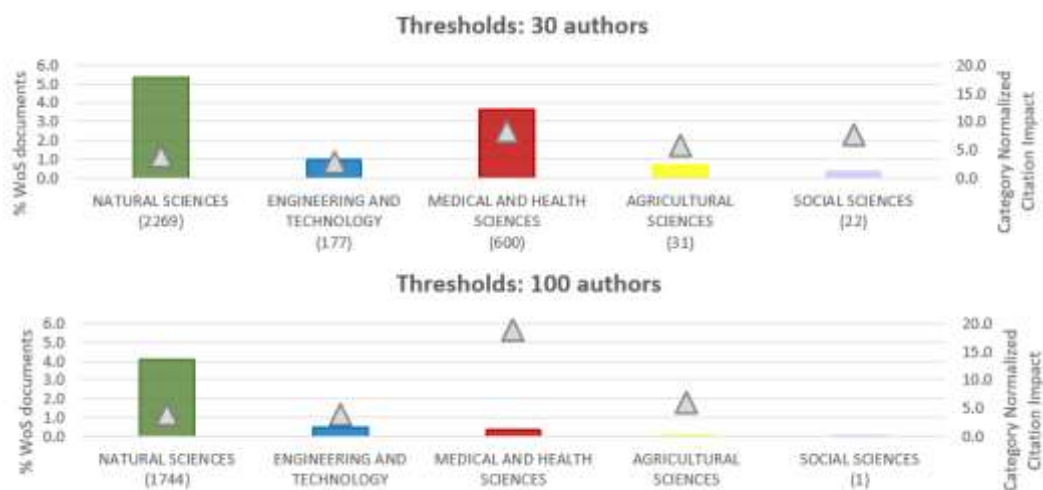 Thresholds: 30 authors
% WoS documents
6.0
5.0
4.0
3.0
2.0
1.0
0.0
20.0
15.0
10.0
5.0
0.0
Category Normalized
Citation Impact
NATURAL SCIENCES
(2269)
ENGINEERING AND
TECHNOLOGY
(177)
MEDICAL AND HEALTH
SCIENCES
(600)
AGRICULTURAL
SCIENCES
(31)
SOCIAL SCIENCES
(22)
Thresholds: 100 authors
% WoS documents
6.0
5.0
4.0
3.0
2.0
1.0
0.0
20.0
15.0
10.0
5.0
0.0
Category Normalized
Citation Impact
NATURAL SCIENCES
(1744)
ENGINEERING AND
TECHNOLOGY
MEDICAL AND HEALTH
SCIENCES
AGRICULTURAL
SCIENCES
SOCIAL SCIENCES
(1)